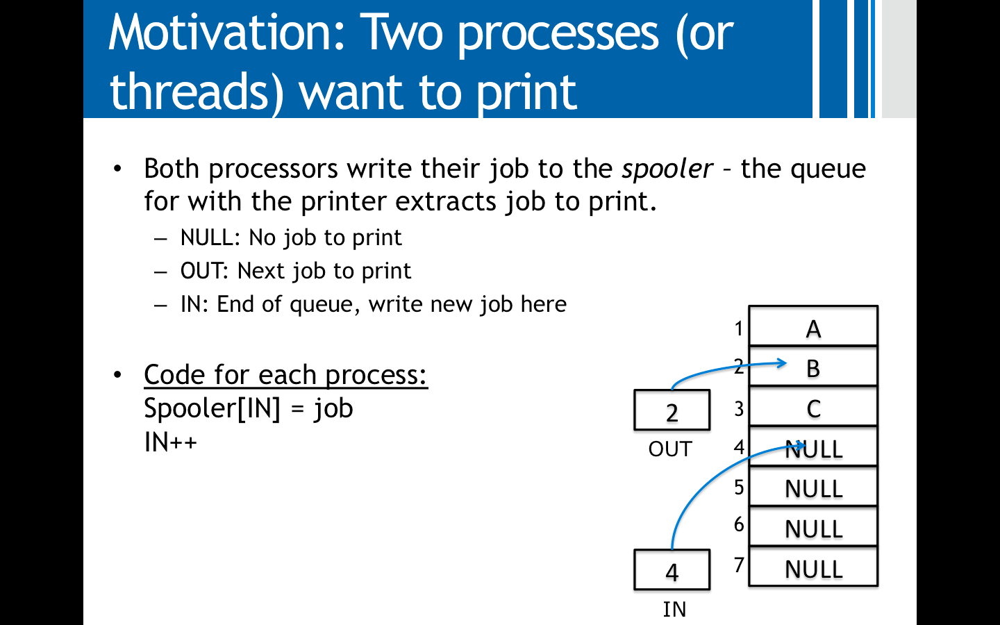 Motivation: Two processes (or
threads) want to print
• Both processors write their job to the spooler – the queue
for with the printer extracts job to print.
– NULL: No job to print
– OUT: Next job to print
– IN: End of queue, write new job here
• Code for each process:
Spooler[IN] = job
IN++
1 A
2 B
3 C
4 NULL
5 NULL
6 NULL
7 NULL
2
OUT
4
IN